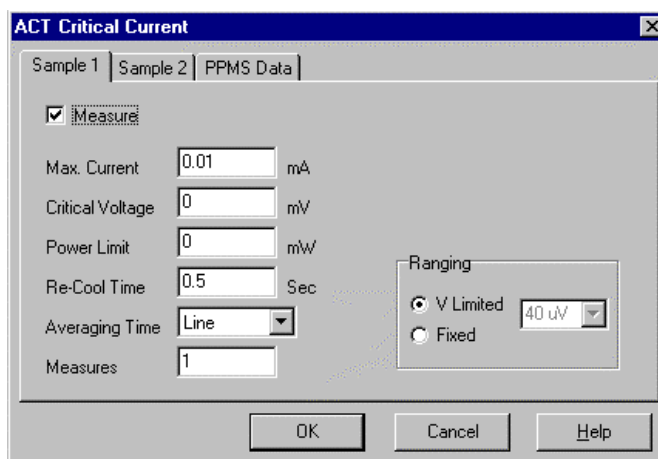 ACT Critical Current
Sample 1 Sample 2 PPMS Data
Measure
Max. Current 0.01 mA
Critical Voltage 0 mV
Power Limit 0 mW
Re-Cool Time 0.5 Sec
Averaging Time Line
Measures 1
Ranging
V Limited 40 uV
Fixed
OK Cancel Help